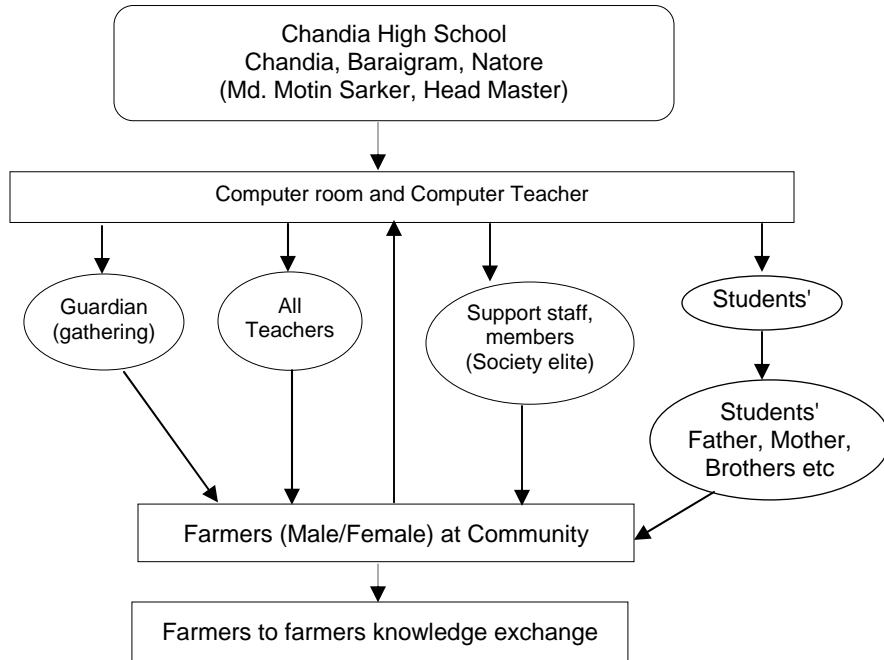 Chandia High School
Chandia, Baraigram, Natore
(Md. Motin Sarker, Head Master)
Computer room and Computer Teacher
Guardian
(gathering)
All
Teachers
Support staff,
members
(Society elite)
Students'
Students'
Father, Mother,
Brothers etc
Farmers (Male/Female) at Community
Farmers to farmers knowledge exchange